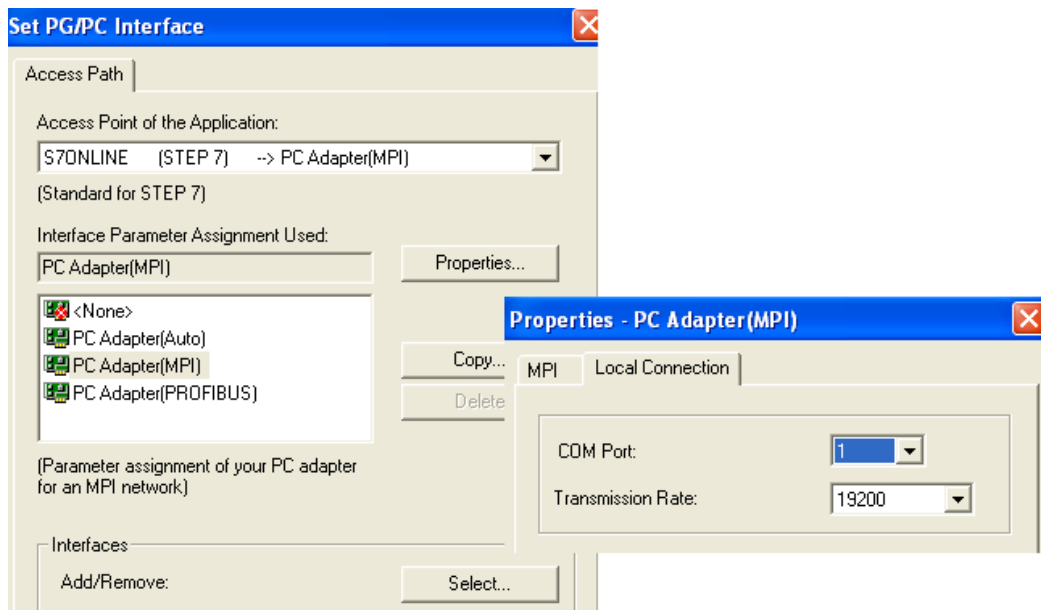 Set PG/PC Interface
Access Path
Access Point of the Application:
S7ONLINE (STEP 7) --> PC Adapter(MPI)
(Standard for STEP 7)
Interface Parameter Assignment Used:
PC Adapter(MPI)
Properties...
<None>
PC Adapter(Auto)
PC Adapter(MPI)
PC Adapter(PROFIBUS)
Copy...
Delete
(Parameter assignment of your PC adapter
for an MPI network)
Interfaces
Add/Remove:
Select...
Properties - PC Adapter(MPI)
MPI
Local Connection
COM Port:
1
Transmission Rate:
19200